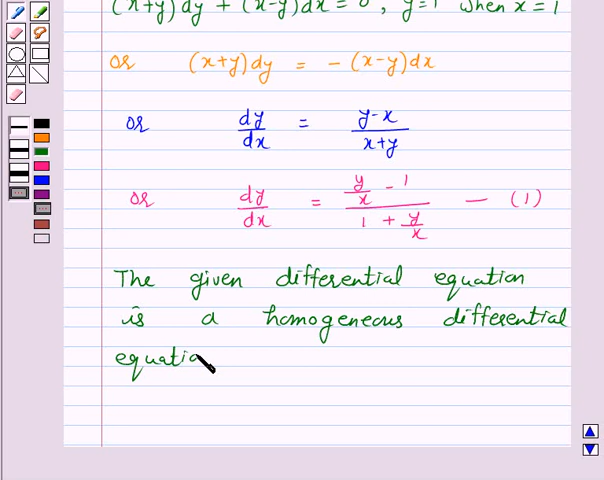 (x+y)dy + (x-y)dx = 0, y=1 when x=1
or (x+y)dy = -(x-y)dx
or dy/dx = y-x/x+y
or dy/dx = y/x - 1/1 + y/x — (1)
The given differential equation
is a homogeneous differential
equatio